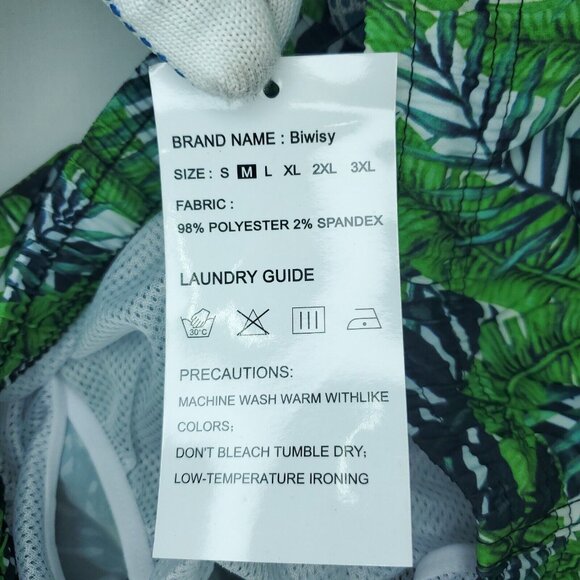 BRAND NAME : Biwisy
SIZE : S M L XL 2XL 3XL
FABRIC :
98% POLYESTER 2% SPANDEX
LAUNDRY GUIDE
30°C
PRECAUTIONS:
MACHINE WASH WARM WITHLIKE
COLORS;
DON'T BLEACH TUMBLE DRY;
LOW-TEMPERATURE IRONING